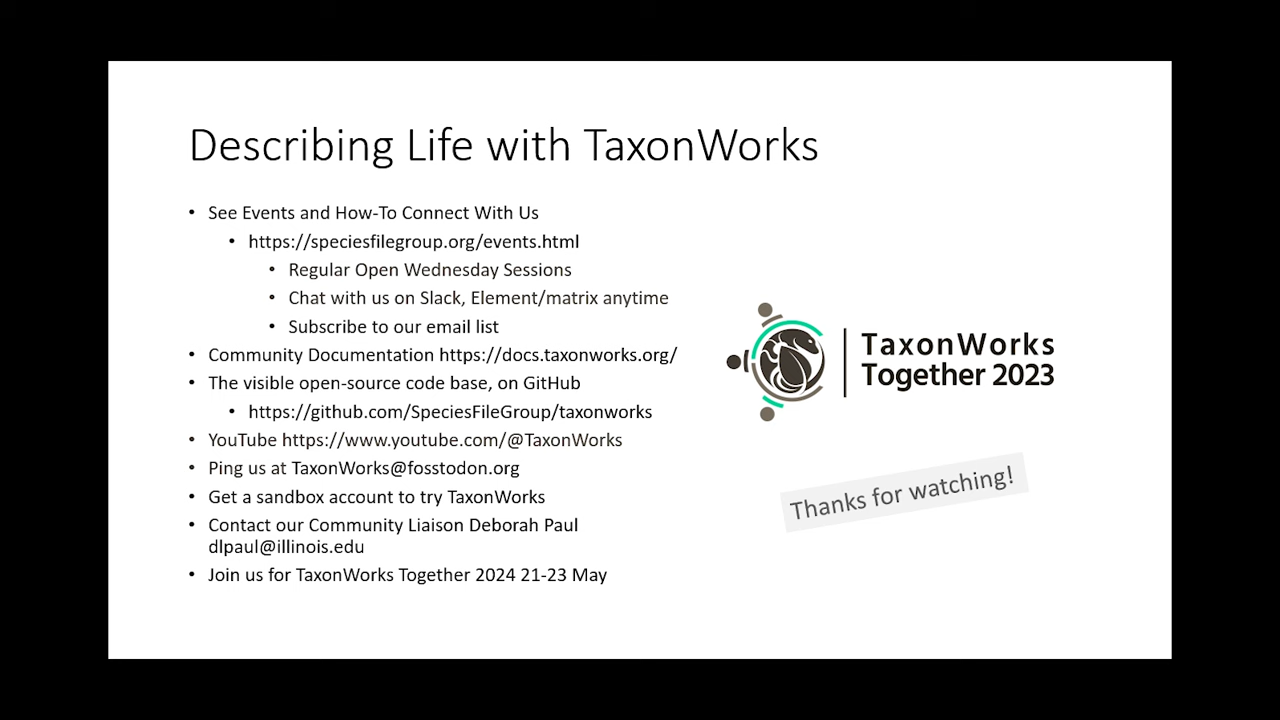 Describing Life with TaxonWorks
• See Events and How-To Connect With Us
• https://speciesfilegroup.org/events.html
• Regular Open Wednesday Sessions
• Chat with us on Slack, Element/matrix anytime
• Subscribe to our email list
• Community Documentation https://docs.taxonworks.org/
• The visible open-source code base, on GitHub
• https://github.com/SpeciesFileGroup/taxonworks
• YouTube https://www.youtube.com/@TaxonWorks
• Ping us at TaxonWorks@fosstodon.org
• Get a sandbox account to try TaxonWorks
• Contact our Community Liaison Deborah Paul
dlpaul@illinois.edu
• Join us for TaxonWorks Together 2024 21-23 May
TaxonWorks
Together 2023
Thanks for watching!